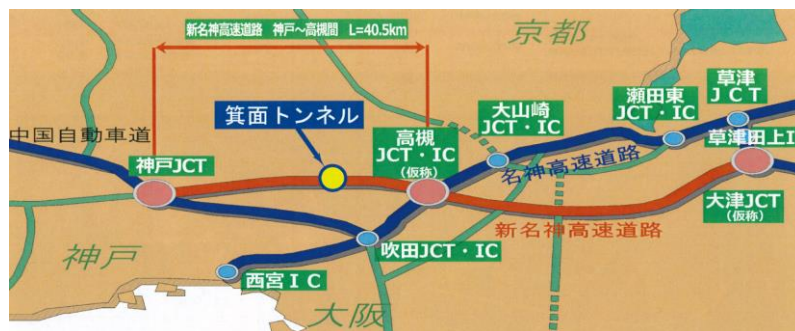 新名神高速道路 神戸～高槻間 L=40.5km
京都
中国自動車道
神戸JCT
箕面トンネル
高槻
JCT・IC
(仮称)
大山崎
JCT・IC
瀬田東
JCT・IC
草津
JCT
草津田上I
名神高速道路
大津JCT
(仮称)
新名神高速道路
吹田JCT・IC
西宮IC
神戸
大阪